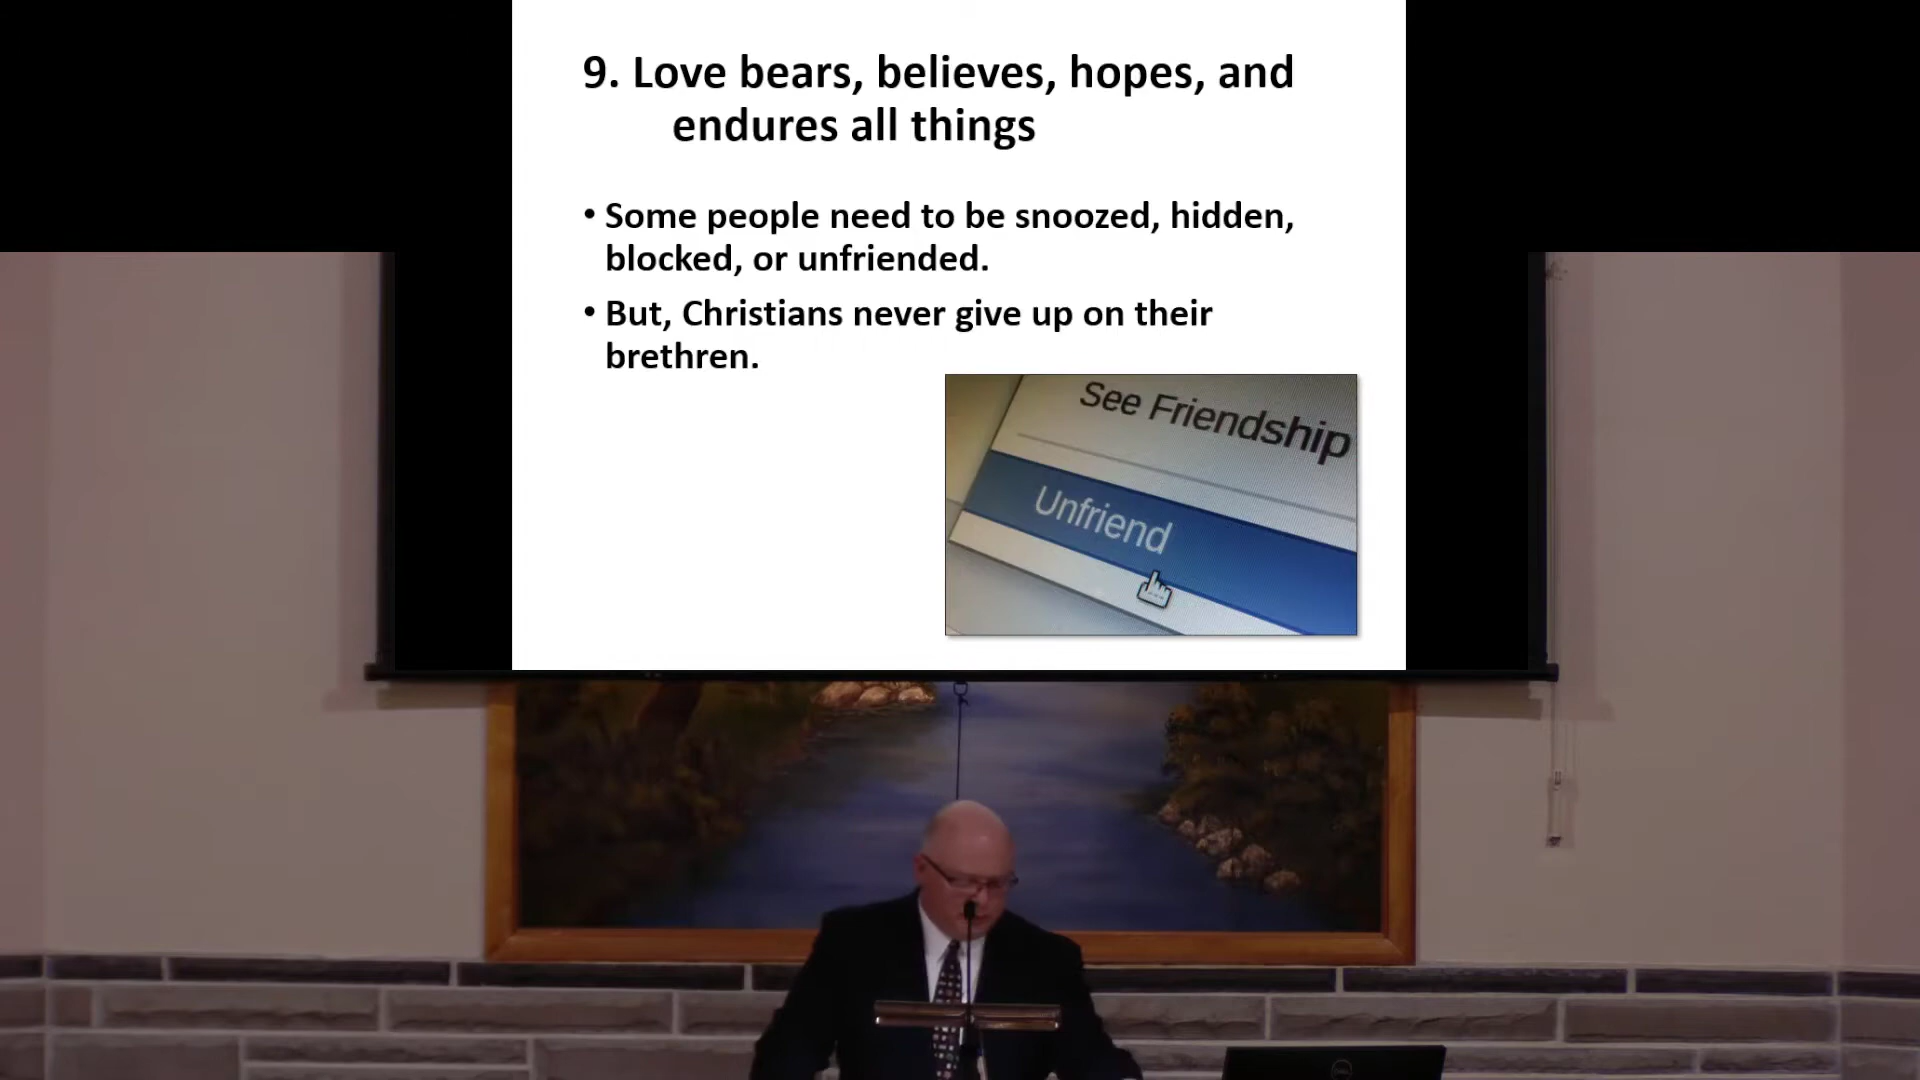 9. Love bears, believes, hopes, and
endures all things
• Some people need to be snoozed, hidden,
blocked, or unfriended.
• But, Christians never give up on their
brethren.
See Friendship
Unfriend
DELL